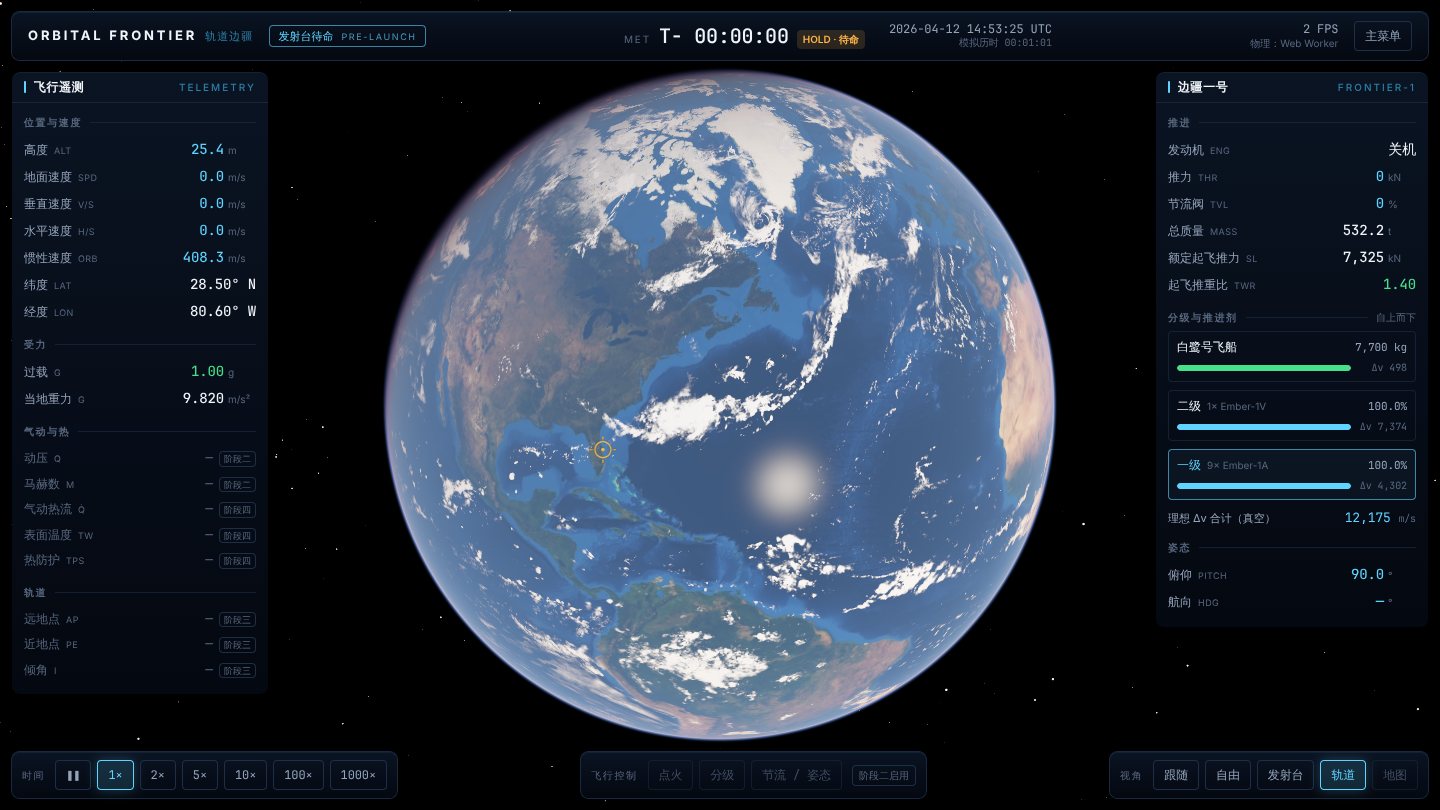 ORBITAL FRONTIER 轨道边疆 发射台待命 PRE-LAUNCH
MET T- 00:00:00 HOLD · 待命
2026-04-12 14:53:25 UTC
模拟历时 00:01:01
2 FPS
物理：Web Worker
主菜单
飞行遥测 TELEMETRY
位置与速度
高度 ALT 25.4 m
地面速度 SPD 0.0 m/s
垂直速度 V/S 0.0 m/s
水平速度 H/S 0.0 m/s
惯性速度 ORB 408.3 m/s
纬度 LAT 28.50° N
经度 LON 80.60° W
受力
过载 G 1.00 g
当地重力 G 9.820 m/s²
气动与热
动压 Q — 阶段二
马赫数 M — 阶段二
气动热流 Q̇ — 阶段四
表面温度 TW — 阶段四
热防护 TPS — 阶段四
轨道
远地点 AP — 阶段三
近地点 PE — 阶段三
倾角 I — 阶段三
边疆一号 FRONTIER-1
推进
发动机 ENG 关机
推力 THR 0 kN
节流阀 TVL 0 %
总质量 MASS 532.2 t
额定起飞推力 SL 7,325 kN
起飞推重比 TWR 1.40
分级与推进剂 自上而下
白鹭号飞船 7,700 kg
Δv 498
二级 1× Ember-1V 100.0%
Δv 7,374
一级 9× Ember-1A 100.0%
Δv 4,302
理想 Δv 合计（真空） 12,175 m/s
姿态
俯仰 PITCH 90.0 °
航向 HDG — °
时间 1× 2× 5× 10× 100× 1000×
飞行控制 点火 分级 节流 / 姿态 阶段二启用
视角 跟随 自由 发射台 轨道 地图